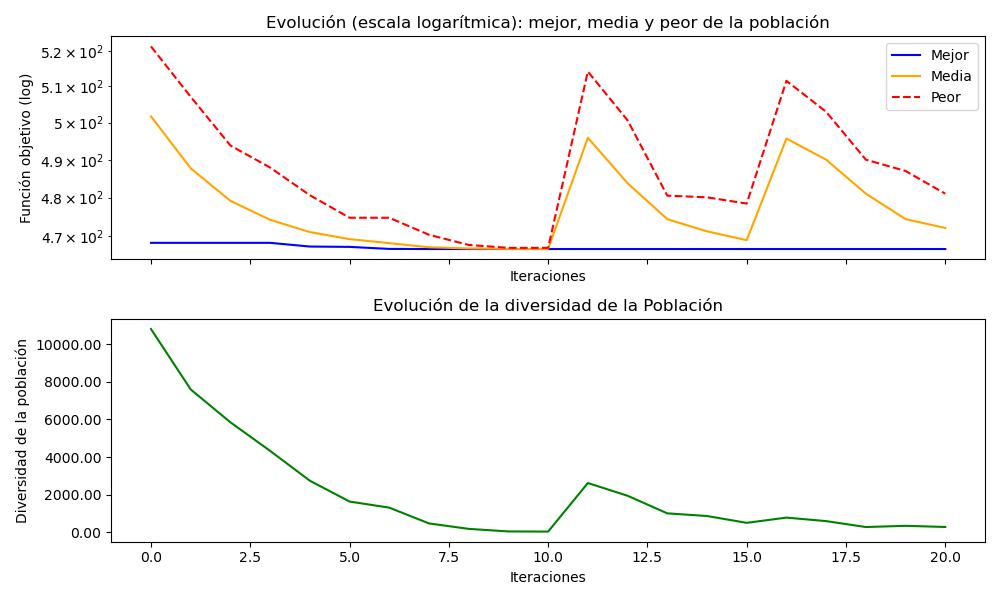 Evolución (escala logarítmica): mejor, media y peor de la población
Función objetivo (log)
5.2 × 10²
5.1 × 10²
5 × 10²
4.9 × 10²
4.8 × 10²
4.7 × 10²
Mejor
Media
Peor
Iteraciones
Evolución de la diversidad de la Población
Diversidad de la población
10000.00
8000.00
6000.00
4000.00
2000.00
0.00
0.0 2.5 5.0 7.5 10.0 12.5 15.0 17.5 20.0
Iteraciones